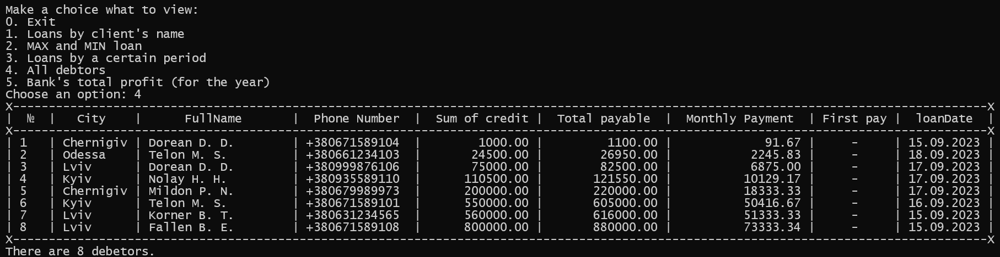 Make a choice what to view:
0. Exit
1. Loans by client's name
2. MAX and MIN loan
3. Loans by a certain period
4. All debtors
5. Bank's total profit (for the year)
Choose an option: 4
X----------------------------------------------------------------------------------------------------------------------------------------X
|  №  |   City    |      FullName       |  Phone Number  |  Sum of credit |  Total payable  |  Monthly Payment  | First pay |  loanDate  |
X----------------------------------------------------------------------------------------------------------------------------------------X
| 1   | Chernigiv | Dorean D. D.        | +380671589104  |        1000.00 |         1100.00 |             91.67 |     -     | 15.09.2023 |
| 2   | Odessa    | Telon M. S.         | +380661234103  |       24500.00 |        26950.00 |           2245.83 |     -     | 18.09.2023 |
| 3   | Lviv      | Dorean D. D.        | +380999876106  |       75000.00 |        82500.00 |           6875.00 |     -     | 17.09.2023 |
| 4   | Kyiv      | Nolay H. H.         | +380935589110  |      110500.00 |       121550.00 |          10129.17 |     -     | 17.09.2023 |
| 5   | Chernigiv | Mildon P. N.        | +380679989973  |      200000.00 |       220000.00 |          18333.33 |     -     | 17.09.2023 |
| 6   | Kyiv      | Telon M. S.         | +380671589101  |      550000.00 |       605000.00 |          50416.67 |     -     | 16.09.2023 |
| 7   | Lviv      | Korner B. T.        | +380631234565  |      560000.00 |       616000.00 |          51333.33 |     -     | 15.09.2023 |
| 8   | Lviv      | Fallen B. E.        | +380671589108  |      800000.00 |       880000.00 |          73333.34 |     -     | 15.09.2023 |
X----------------------------------------------------------------------------------------------------------------------------------------X
There are 8 debetors.